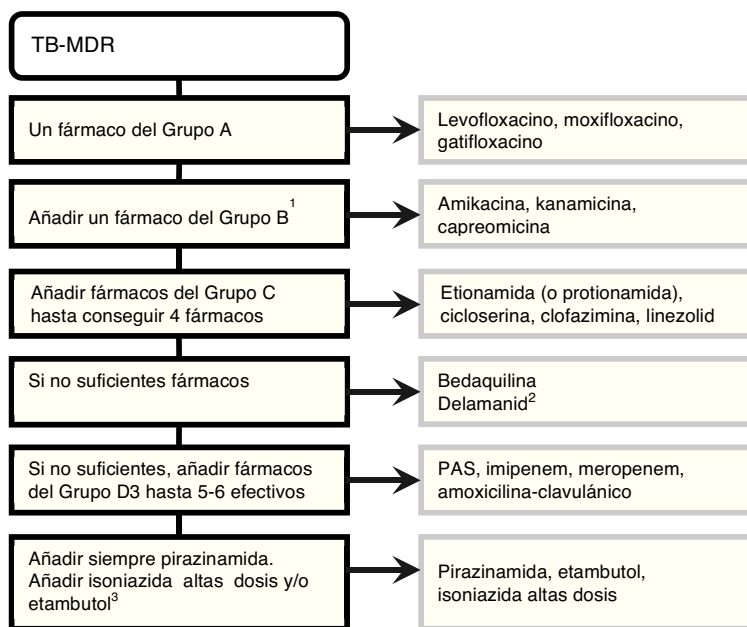 TB-MDR
Un fármaco del Grupo A
Levofloxacino, moxifloxacino,
gatifloxacino
Añadir un fármaco del Grupo B1
Amikacina, kanamicina,
capreomicina
Añadir fármacos del Grupo C
hasta conseguir 4 fármacos
Etionamida (o protionamida),
cicloserina, clofazimina, linezolid
Si no suficientes fármacos
Bedaquilina
Delamanid2
Si no suficientes, añadir fármacos
del Grupo D3 hasta 5-6 efectivos
PAS, imipenem, meropenem,
amoxicilina-clavulánico
Añadir siempre pirazinamida.
Añadir isoniazida altas dosis y/o
etambutol3
Pirazinamida, etambutol,
isoniazida altas dosis